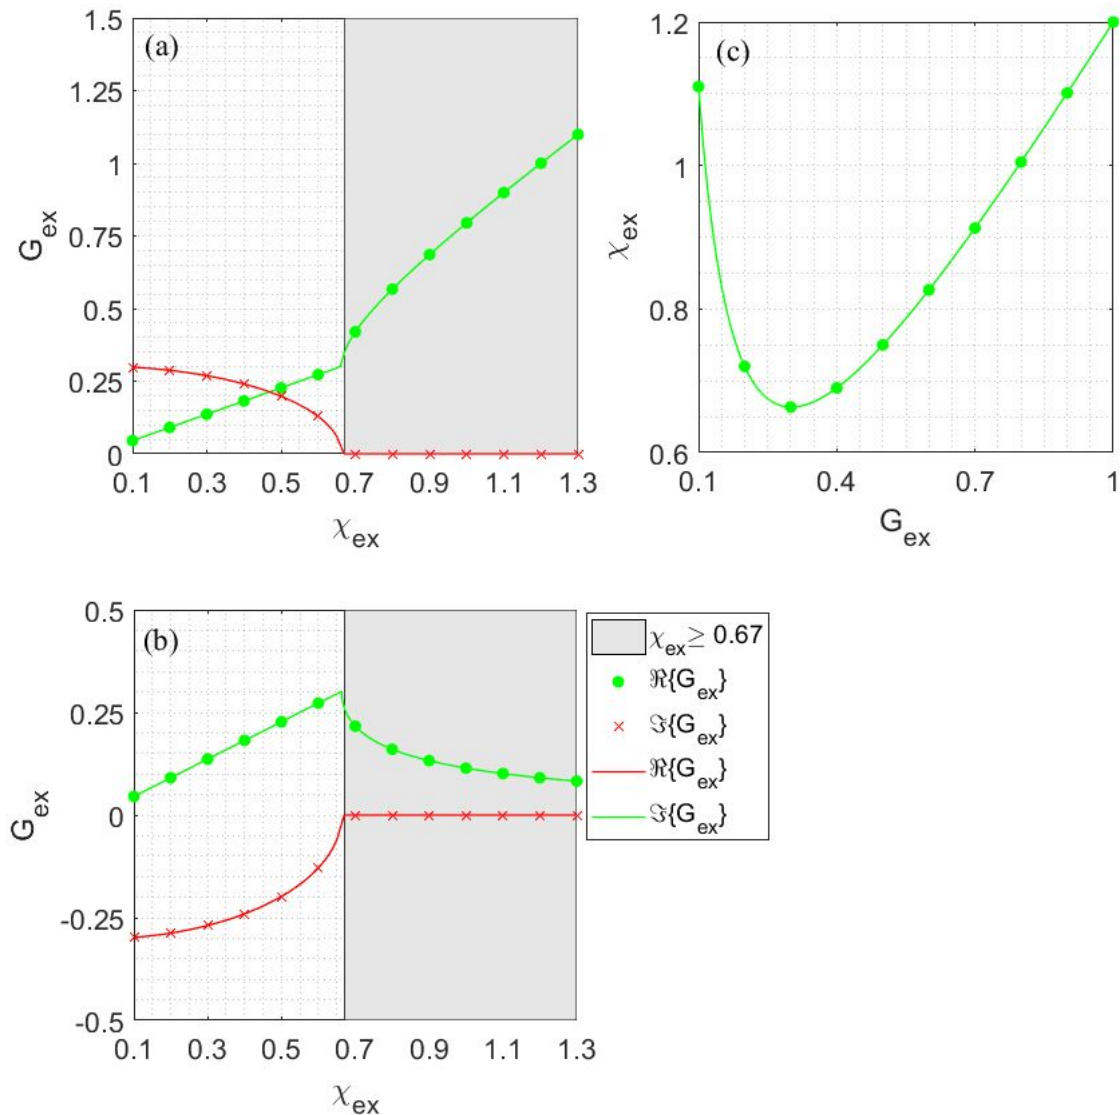 (a)
1.5
1.25
1
0.75
0.5
0.25
0
G_ex
0.1 0.3 0.5 0.7 0.9 1.1 1.3
χ_ex
(c)
1.2
1
0.8
0.6
χ_ex
0.1 0.4 0.7 1
G_ex
(b)
0.5
0.25
0
-0.25
-0.5
G_ex
0.1 0.3 0.5 0.7 0.9 1.1 1.3
χ_ex
χ_ex ≥ 0.67
ℜ{G_ex}
ℑ{G_ex}
ℜ{G_ex}
ℑ{G_ex}